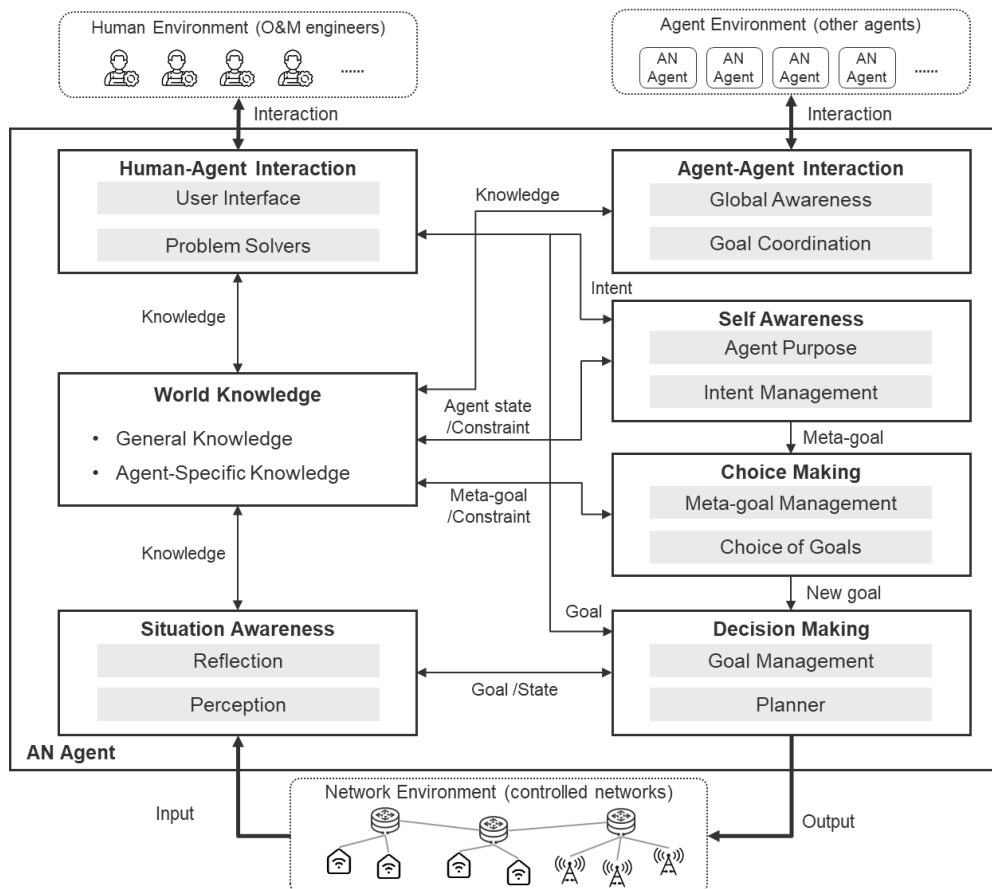 Human Environment (O&M engineers)
......
Agent Environment (other agents)
AN
Agent
AN
Agent
AN
Agent
AN
Agent
......
Interaction
Interaction
Human-Agent Interaction
User Interface
Problem Solvers
Agent-Agent Interaction
Global Awareness
Goal Coordination
Knowledge
Intent
Knowledge
Self Awareness
Agent Purpose
Intent Management
World Knowledge
• General Knowledge
• Agent-Specific Knowledge
Agent state
/Constraint
Meta-goal
Meta-goal
/Constraint
Choice Making
Meta-goal Management
Choice of Goals
Knowledge
New goal
Goal
Situation Awareness
Reflection
Perception
Goal /State
Decision Making
Goal Management
Planner
AN Agent
Input
Network Environment (controlled networks)
Output